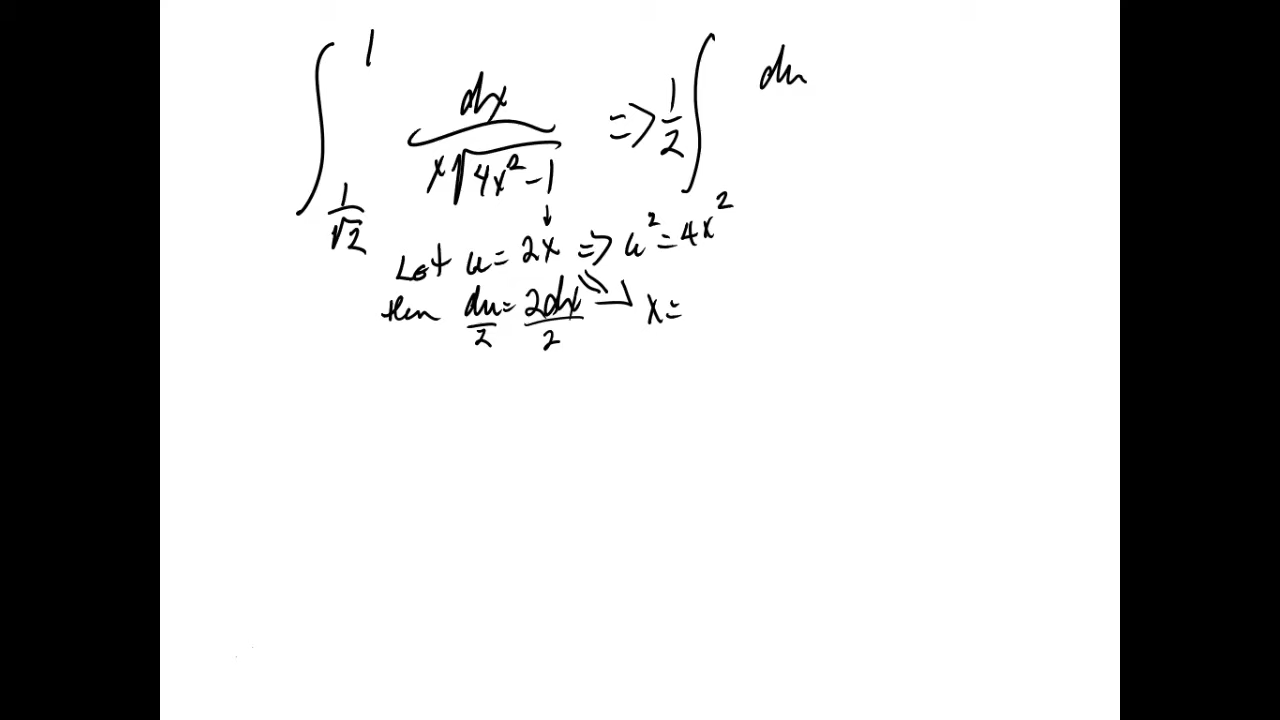 ∫_{1/√2}^{1} dx / (x√(4x² - 1)) => 1/2 ∫ du
Let u = 2x => u² = 4x²
then du/2 = 2dx/2 → x =